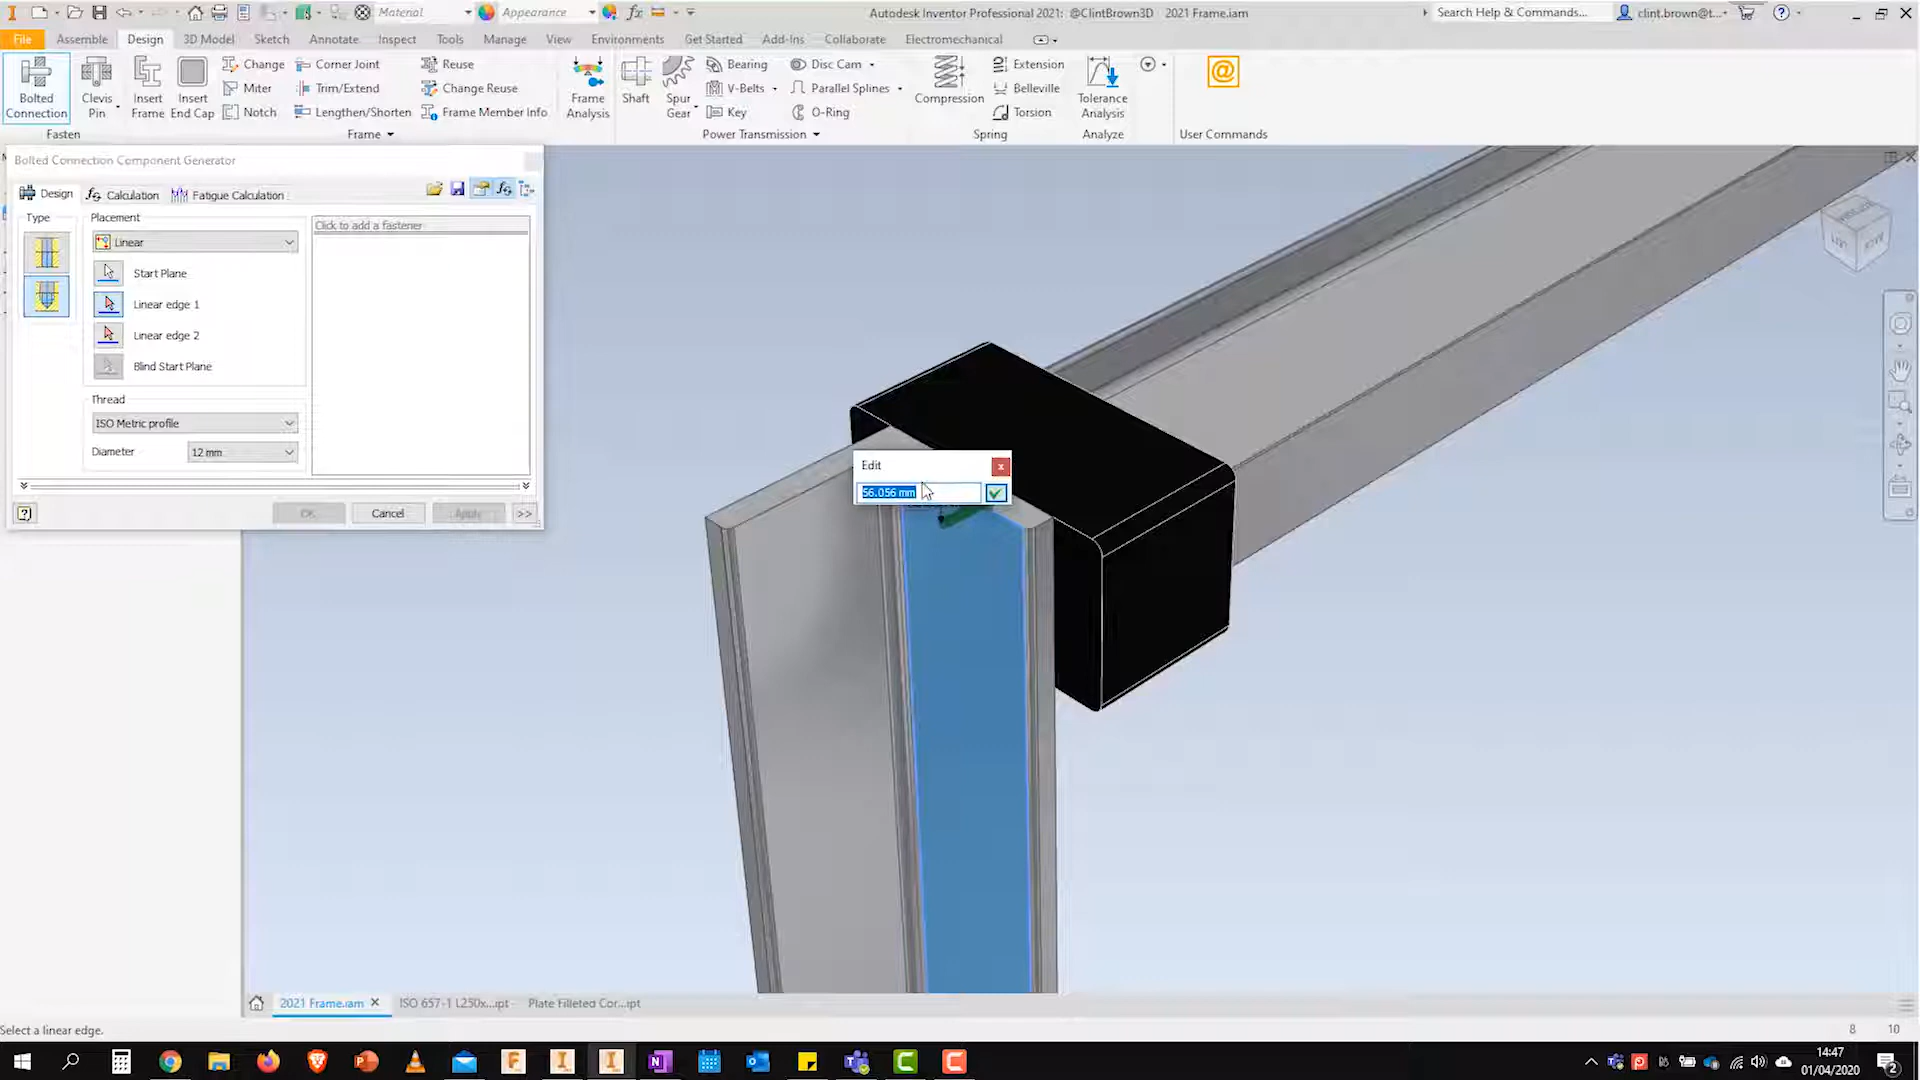 Material
Appearance
Autodesk Inventor Professional 2021: @ClintBrown3D    2021 Frame.iam
Search Help & Commands...
clint.brown@t...
File
Assemble
Design
3D Model
Sketch
Annotate
Inspect
Tools
Manage
View
Environments
Get Started
Add-Ins
Collaborate
Electromechanical
Bolted Connection
Clevis Pin
Insert Frame
Insert End Cap
Change
Miter
Notch
Corner Joint
Trim/Extend
Lengthen/Shorten
Reuse
Change Reuse
Frame Member Info
Frame Analysis
Shaft
Spur Gear
Bearing
V-Belts
Key
Disc Cam
Parallel Splines
O-Ring
Compression
Extension
Belleville
Torsion
Tolerance Analysis
Fasten
Frame
Power Transmission
Spring
Analyze
User Commands
Bolted Connection Component Generator
Design
Calculation
Fatigue Calculation
Type
Placement
Linear
Start Plane
Linear edge 1
Linear edge 2
Blind Start Plane
Thread
ISO Metric profile
Diameter
12 mm
Click to add a fastener
OK
Cancel
Apply
>>
Edit
56.056 mm
2021 Frame.iam
ISO 657-1 L250x...ipt
Plate Filleted Cor...ipt
Select a linear edge.
8
10
14:47
01/04/2020
2